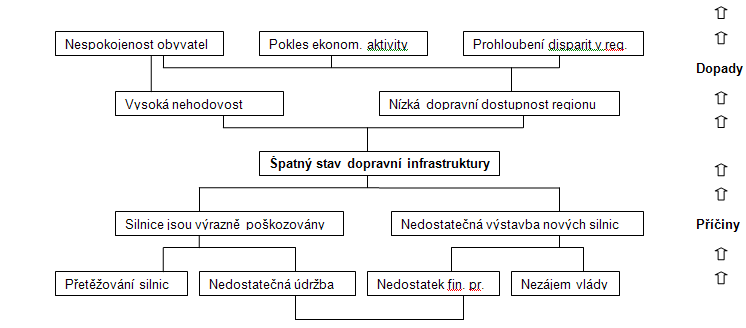 Nespokojenost obyvatel
Pokles ekonom. aktivity
Prohloubení disparit v reg.
Dopady
Vysoká nehodovost
Nízká dopravní dostupnost regionu
Špatný stav dopravní infrastruktury
Silnice jsou výrazně poškozovány
Nedostatečná výstavba nových silnic
Příčiny
Přetěžování silnic
Nedostatečná údržba
Nedostatek fin. pr.
Nezájem vlády